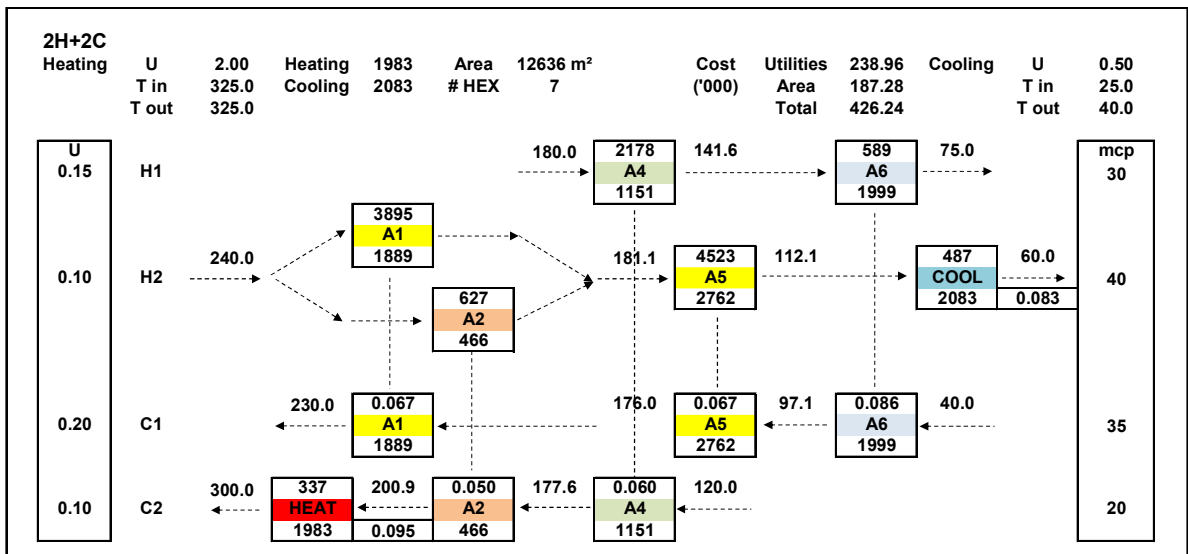 2H+2C
Heating U 2.00 Heating 1983 Area 12636 m² Cost Utilities 238.96 Cooling U 0.50
T in 325.0 Cooling 2083 # HEX 7 ('000) Area 187.28 T in 25.0
T out 325.0 Total 426.24 T out 40.0
U 2178 589 mcp
0.15 H1 180.0 A4 141.6 A6 75.0 30
1151 1999
3895
A1
1889
0.10 H2 240.0 181.1 4523 112.1 487 60.0 40
A5 COOL
2762 2083 0.083
627
A2
466
0.20 C1 230.0 0.067 176.0 0.067 97.1 0.086 40.0 35
A1 A5 A6
1889 2762 1999
0.10 C2 300.0 337 200.9 0.050 177.6 0.060 120.0 20
HEAT A2 A4
1983 0.095 466 1151